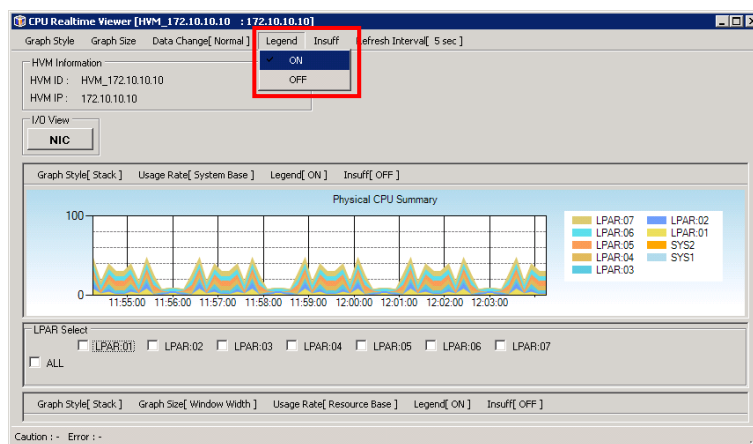 CPU Realtime Viewer [HVM_172.10.10.10 : 172.10.10.10]
Graph Style Graph Size Data Change[ Normal ] Legend Insuff Refresh Interval[ 5 sec ]
ON
OFF
HVM Information
HVM ID : HVM_172.10.10.10
HVM IP : 172.10.10.10
I/O View
NIC
Graph Style[ Stack ] Usage Rate[ System Base ] Legend[ ON ] Insuff[ OFF ]
Physical CPU Summary
100
0
11:55:00 11:56:00 11:57:00 11:58:00 11:59:00 12:00:00 12:01:00 12:02:00 12:03:00
LPAR:07 LPAR:02
LPAR:06 LPAR:01
LPAR:05 SYS2
LPAR:04 SYS1
LPAR:03
LPAR Select
LPAR:01 LPAR:02 LPAR:03 LPAR:04 LPAR:05 LPAR:06 LPAR:07
ALL
Graph Style[ Stack ] Graph Size[ Window Width ] Usage Rate[ Resource Base ] Legend[ ON ] Insuff[ OFF ]
Caution : - Error : -